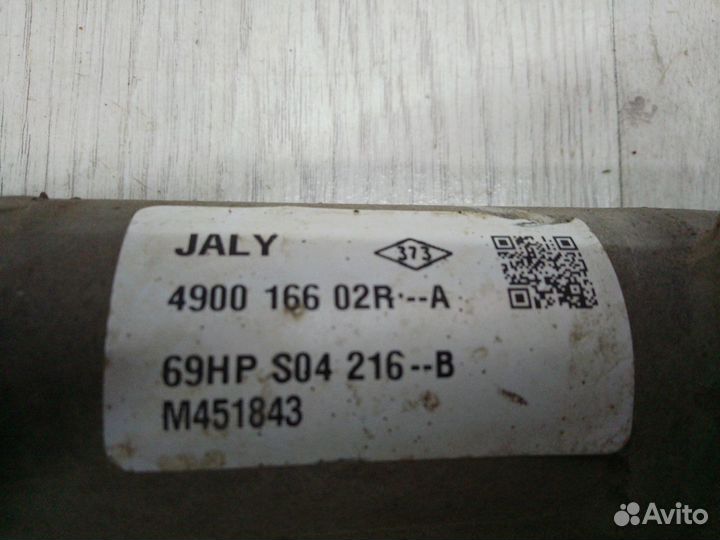 JALY 373
4900 166 02R --A
69HP S04 216--B
M451843
Avito